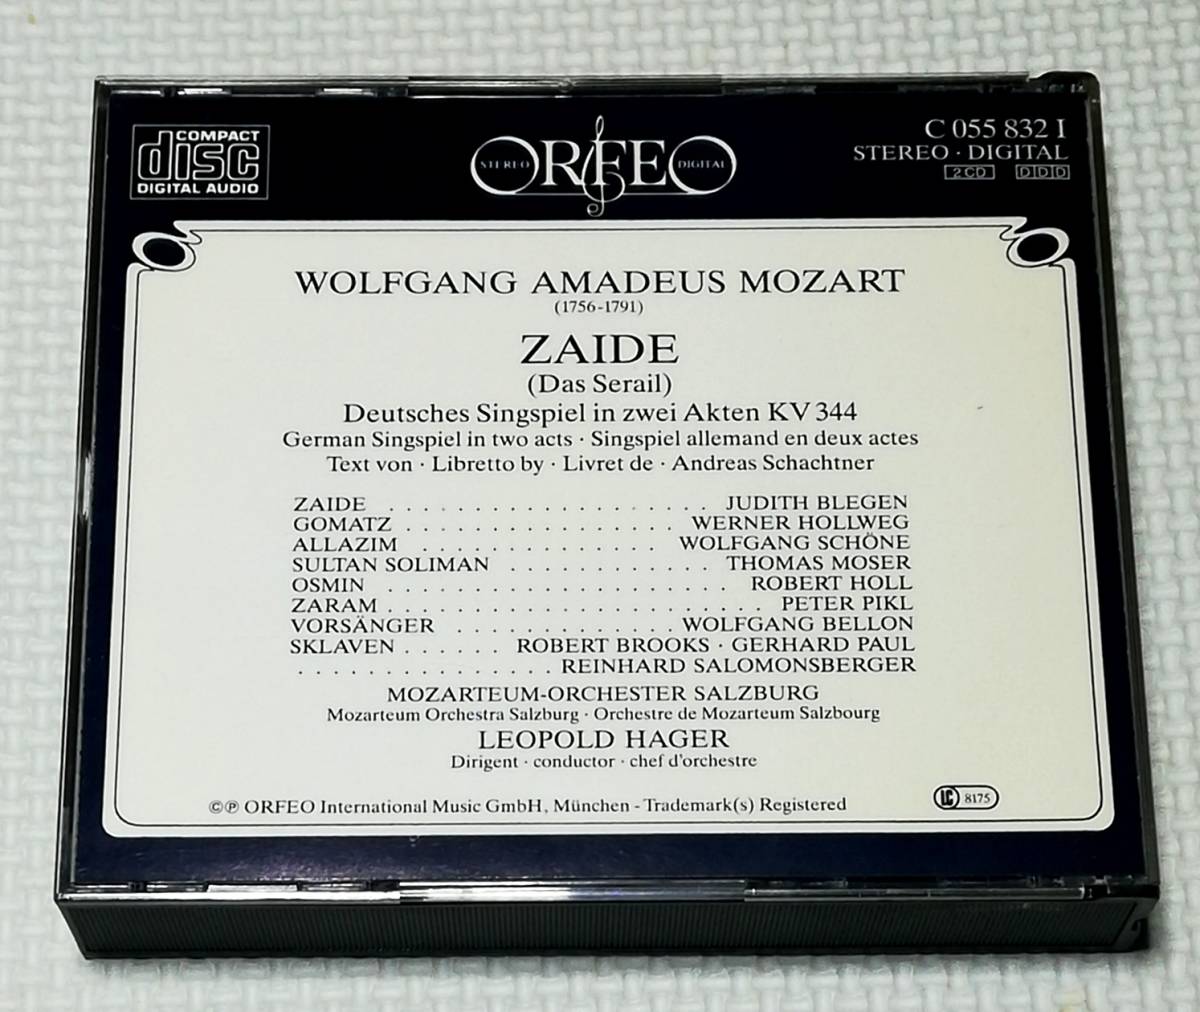 COMPACT
disc
DIGITAL AUDIO
STEREO ORFEO DIGITAL
C 055 832 I
STEREO · DIGITAL
2 CD DDD
WOLFGANG AMADEUS MOZART
(1756-1791)
ZAIDE
(Das Serail)
Deutsches Singspiel in zwei Akten KV 344
German Singspiel in two acts · Singspiel allemand en deux actes
Text von · Libretto by · Livret de · Andreas Schachtner
ZAIDE . . . . . . . . . . . . . . . . . . . . JUDITH BLEGEN
GOMATZ . . . . . . . . . . . . . . . . . . WERNER HOLLWEG
ALLAZIM . . . . . . . . . . . . . . WOLFGANG SCHÖNE
SULTAN SOLIMAN . . . . . . . . . . . . THOMAS MOSER
OSMIN . . . . . . . . . . . . . . . . . . . . . ROBERT HOLL
ZARAM . . . . . . . . . . . . . . . . . . . . . . . PETER PIKL
VORSÄNGER . . . . . . . . . . . . . . WOLFGANG BELLON
SKLAVEN . . . . . . ROBERT BROOKS · GERHARD PAUL
. . . . . . . . . . . . . . . . REINHARD SALOMONSBERGER
MOZARTEUM-ORCHESTER SALZBURG
Mozarteum Orchestra Salzburg · Orchestre de Mozarteum Salzbourg
LEOPOLD HAGER
Dirigent · conductor · chef d'orchestre
©℗ ORFEO International Music GmbH, München - Trademark(s) Registered
LC 8175